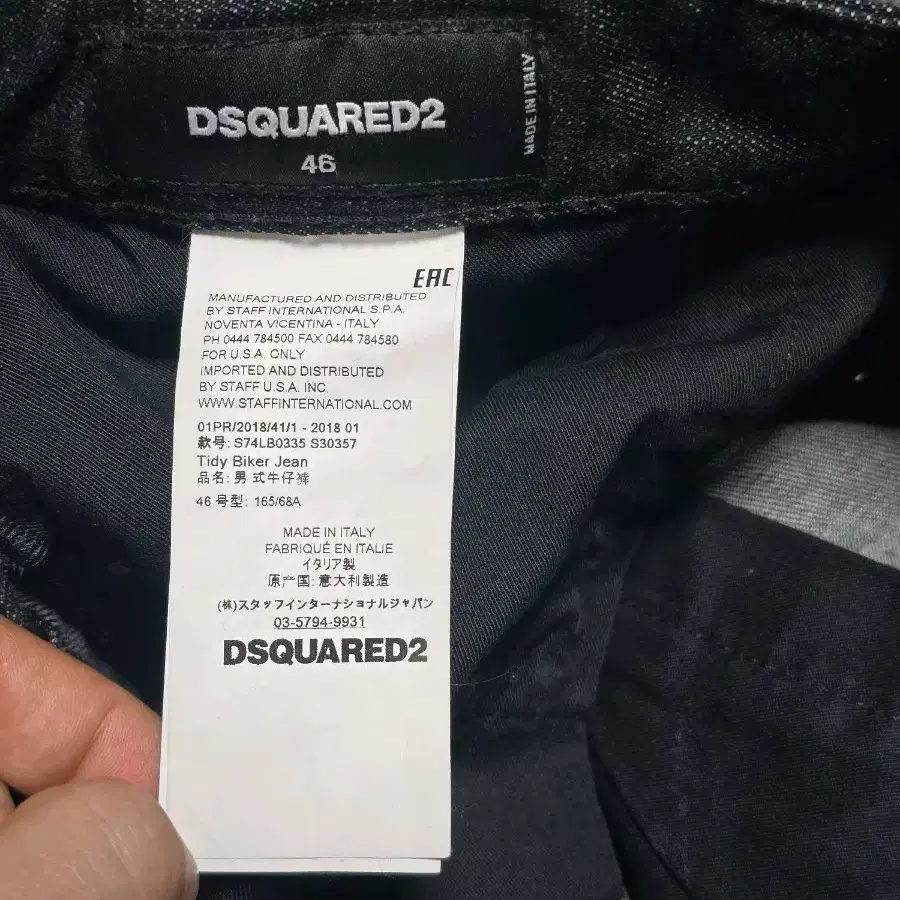 DSQUARED2
46
MADE IN ITALY
EAC
MANUFACTURED AND DISTRIBUTED
BY STAFF INTERNATIONAL S.P.A.
NOVENTA VICENTINA - ITALY
PH 0444 784500 FAX 0444 784580
FOR U.S.A. ONLY
IMPORTED AND DISTRIBUTED
BY STAFF U.S.A. INC.
WWW.STAFFINTERNATIONAL.COM
01PR/2018/41/1 - 2018 01
款号: S74LB0335 S30357
Tidy Biker Jean
品名: 男 式牛仔裤
46 号型: 165/68A
MADE IN ITALY
FABRIQUÉ EN ITALIE
イタリア製
原产国: 意大利製造
(株)スタッフインターナショナルジャパン
03-5794-9931
DSQUARED2